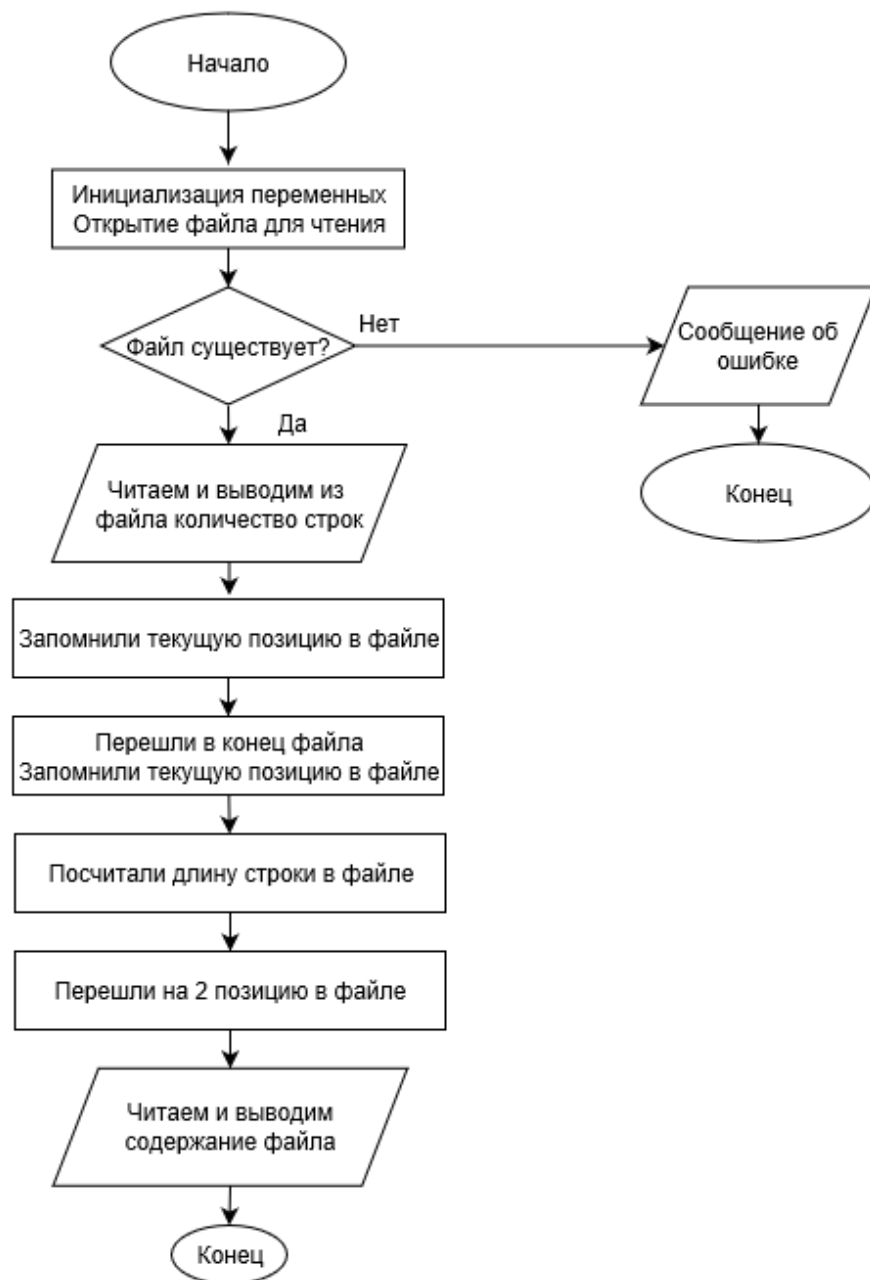 Начало
Инициализация переменных
Открытие файла для чтения
Файл существует?
Нет
Сообщение об
ошибке
Конец
Да
Читаем и выводим из
файла количество строк
Запомнили текущую позицию в файле
Перешли в конец файла
Запомнили текущую позицию в файле
Посчитали длину строки в файле
Перешли на 2 позицию в файле
Читаем и выводим
содержание файла
Конец